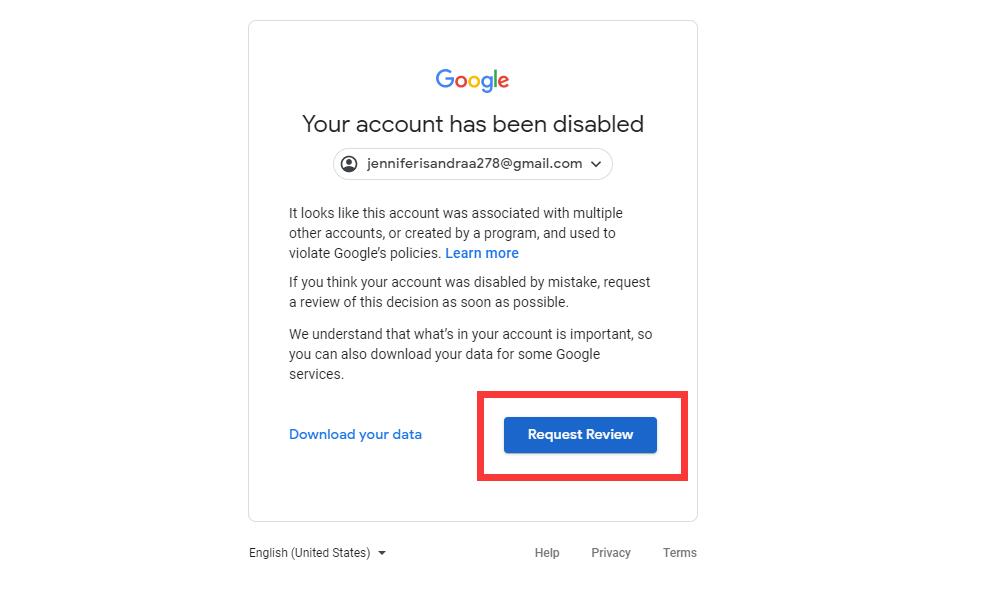 Google
Your account has been disabled
jenniferisandraa278@gmail.com
It looks like this account was associated with multiple
other accounts, or created by a program, and used to
violate Google’s policies. Learn more
If you think your account was disabled by mistake, request
a review of this decision as soon as possible.
We understand that what’s in your account is important, so
you can also download your data for some Google
services.
Download your data
Request Review
English (United States)
Help
Privacy
Terms